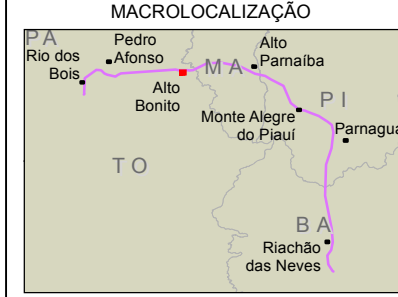 MACROLOCALIZAÇÃO
PA
Rio dos
Bois
Pedro
Afonso
Alto
Bonito
MA
Alto
Parnaíba
Monte Alegre
do Piauí
PI
Parnagua
TO
BA
Riachão
das Neves